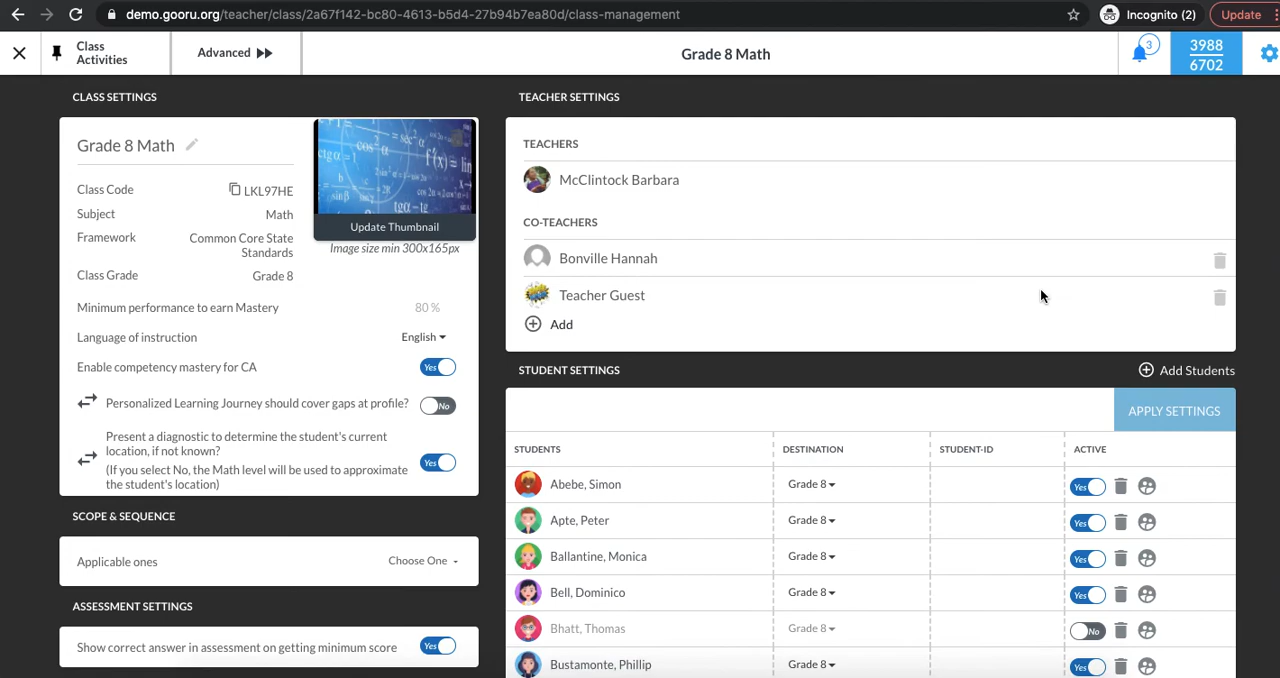 demo.gooru.org/teacher/class/2a67f142-bc80-4613-b5d4-27b94b7ea80d/class-management
Incognito (2)
Update
Class
Activities
Advanced
Grade 8 Math
3
3988
6702
CLASS SETTINGS
Grade 8 Math
Update Thumbnail
Image size min 300x165px
Class Code
LKL97HE
Subject
Math
Framework
Common Core State
Standards
Class Grade
Grade 8
Minimum performance to earn Mastery
80 %
Language of instruction
English
Enable competency mastery for CA
Yes
Personalized Learning Journey should cover gaps at profile?
No
Present a diagnostic to determine the student's current
location, if not known?
(If you select No, the Math level will be used to approximate
the student's location)
Yes
SCOPE & SEQUENCE
Applicable ones
Choose One
ASSESSMENT SETTINGS
Show correct answer in assessment on getting minimum score
Yes
TEACHER SETTINGS
TEACHERS
McClintock Barbara
CO-TEACHERS
Bonville Hannah
Teacher Guest
Add
STUDENT SETTINGS
Add Students
APPLY SETTINGS
STUDENTS DESTINATION STUDENT-ID ACTIVE
Abebe, Simon Grade 8 Yes
Apte, Peter Grade 8 Yes
Ballantine, Monica Grade 8 Yes
Bell, Dominico Grade 8 Yes
Bhatt, Thomas Grade 8 No
Bustamonte, Phillip Grade 8 Yes